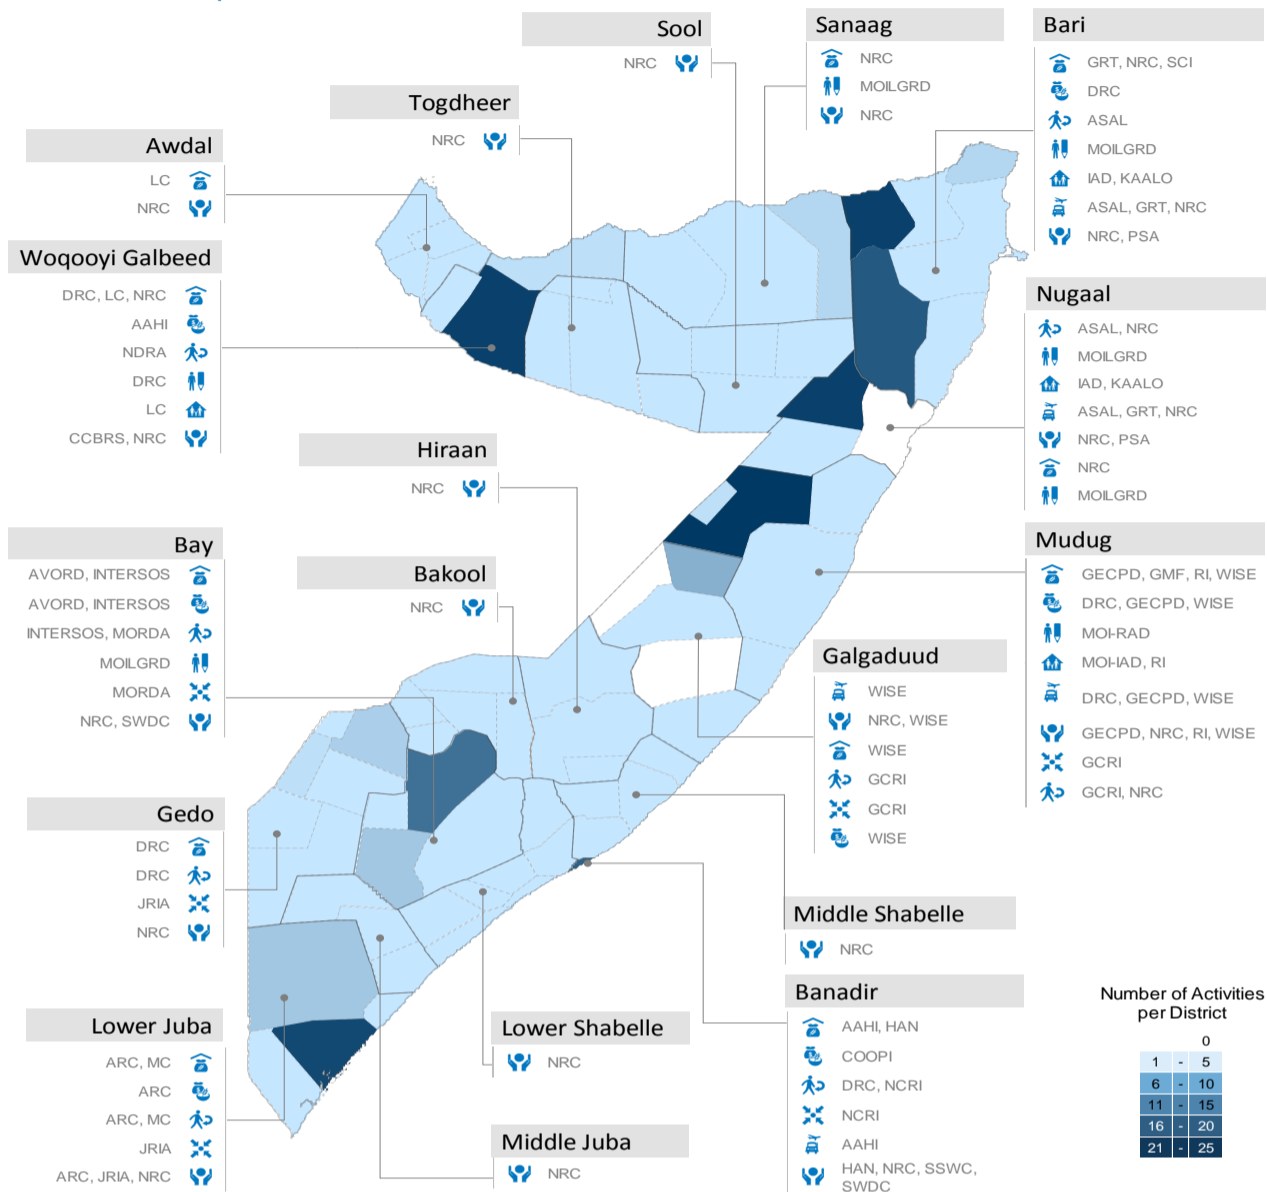 Sool
NRC
Sanaag
NRC
MOILGRD
NRC
Bari
GRT, NRC, SCI
DRC
ASAL
MOILGRD
IAD, KAALO
ASAL, GRT, NRC
NRC, PSA
Togdheer
NRC
Awdal
LC
NRC
Woqooyi Galbeed
DRC, LC, NRC
AAHI
NDRA
DRC
LC
CCBRS, NRC
Nugaal
ASAL, NRC
MOILGRD
IAD, KAALO
ASAL, GRT, NRC
NRC, PSA
NRC
MOILGRD
Hiraan
NRC
Bay
AVORD, INTERSOS
AVORD, INTERSOS
INTERSOS, MORDA
MOILGRD
MORDA
NRC, SWDC
Bakool
NRC
Mudug
GECPD, GMF, RI, WISE
DRC, GECPD, WISE
MOI-RAD
MOI-IAD, RI
DRC, GECPD, WISE
GECPD, NRC, RI, WISE
GCRI
GCRI, NRC
Galgaduud
WISE
NRC, WISE
WISE
GCRI
GCRI
WISE
Gedo
DRC
DRC
JRIA
NRC
Middle Shabelle
NRC
Banadir
AAHI, HAN
COOPI
DRC, NCRI
NCRI
AAHI
HAN, NRC, SSWC,
SWDC
Lower Juba
ARC, MC
ARC
ARC, MC
JRIA
ARC, JRIA, NRC
Lower Shabelle
NRC
Middle Juba
NRC
Number of Activities
per District
0
1 - 5
6 - 10
11 - 15
16 - 20
21 - 25